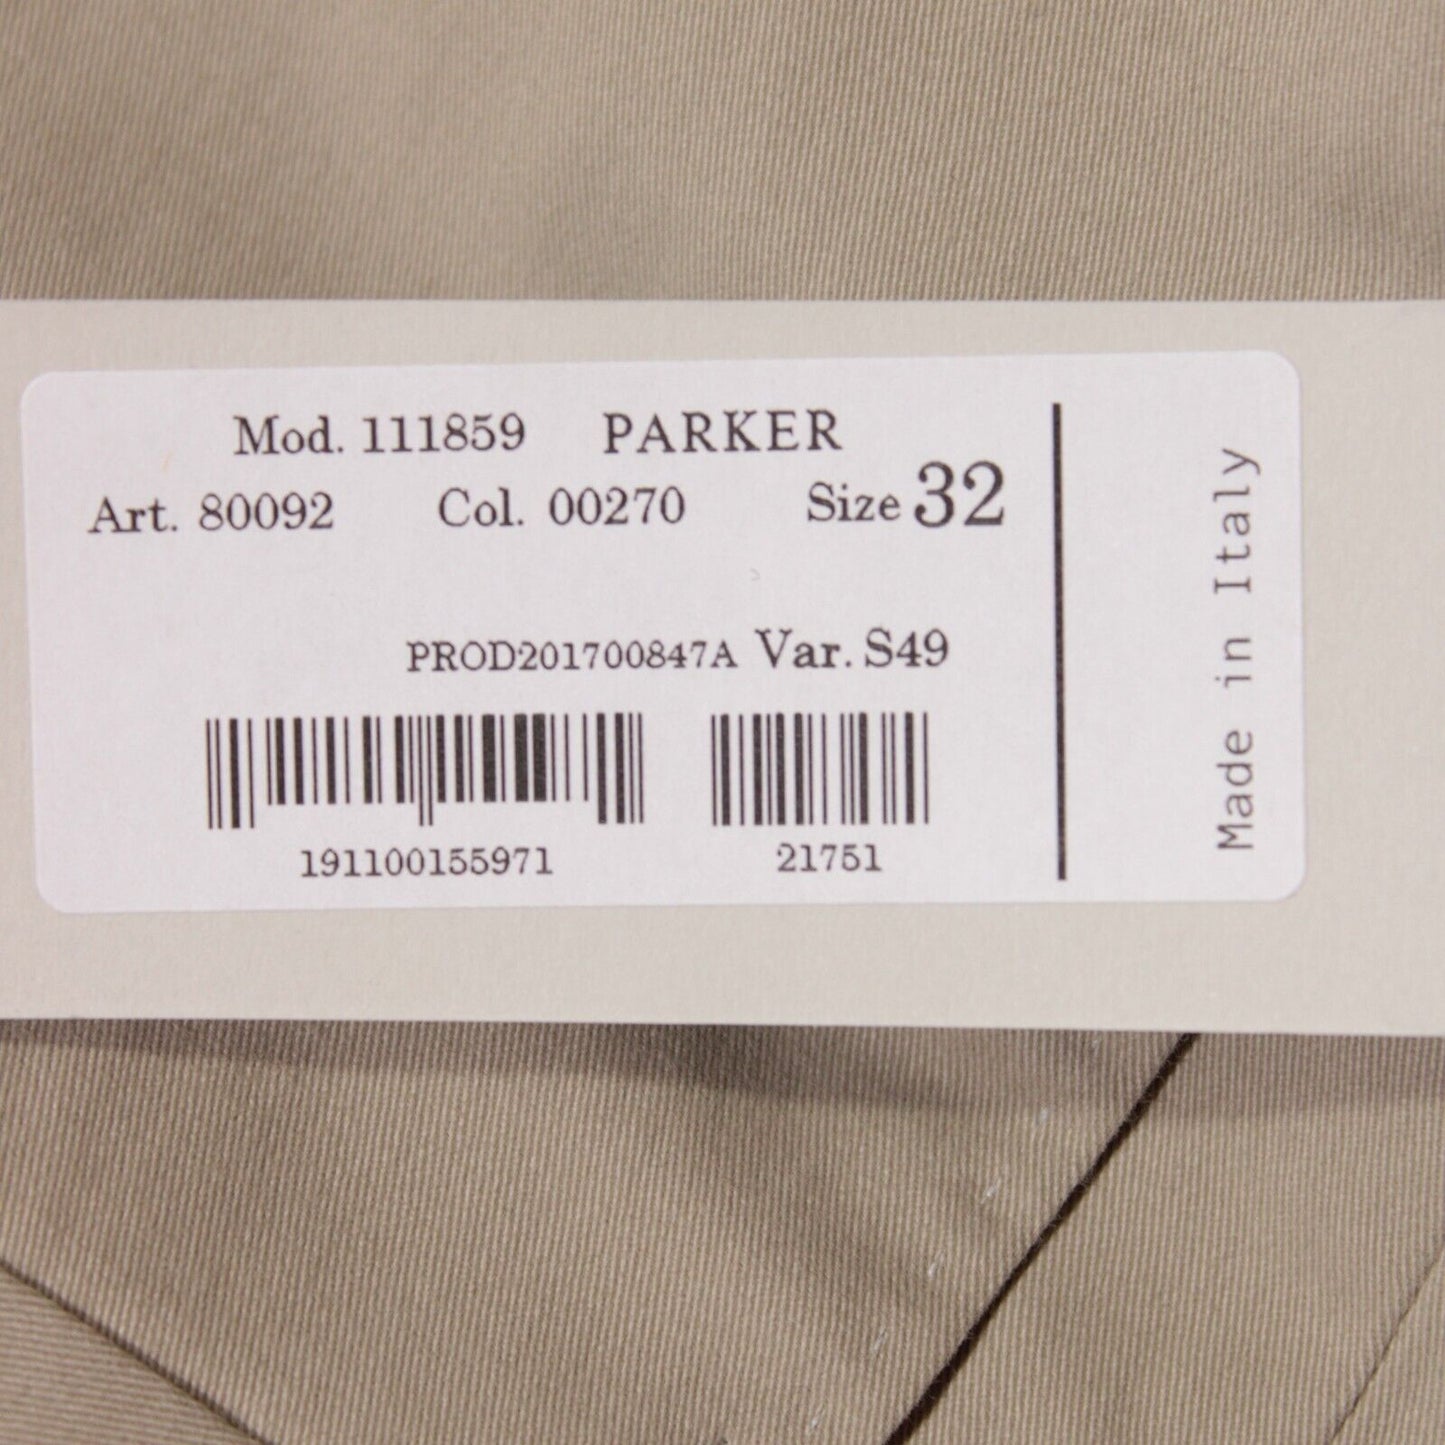 Mod. 111859 PARKER
Art. 80092 Col. 00270 Size 32
PROD201700847A Var. S49
191100155971 21751
Made in Italy